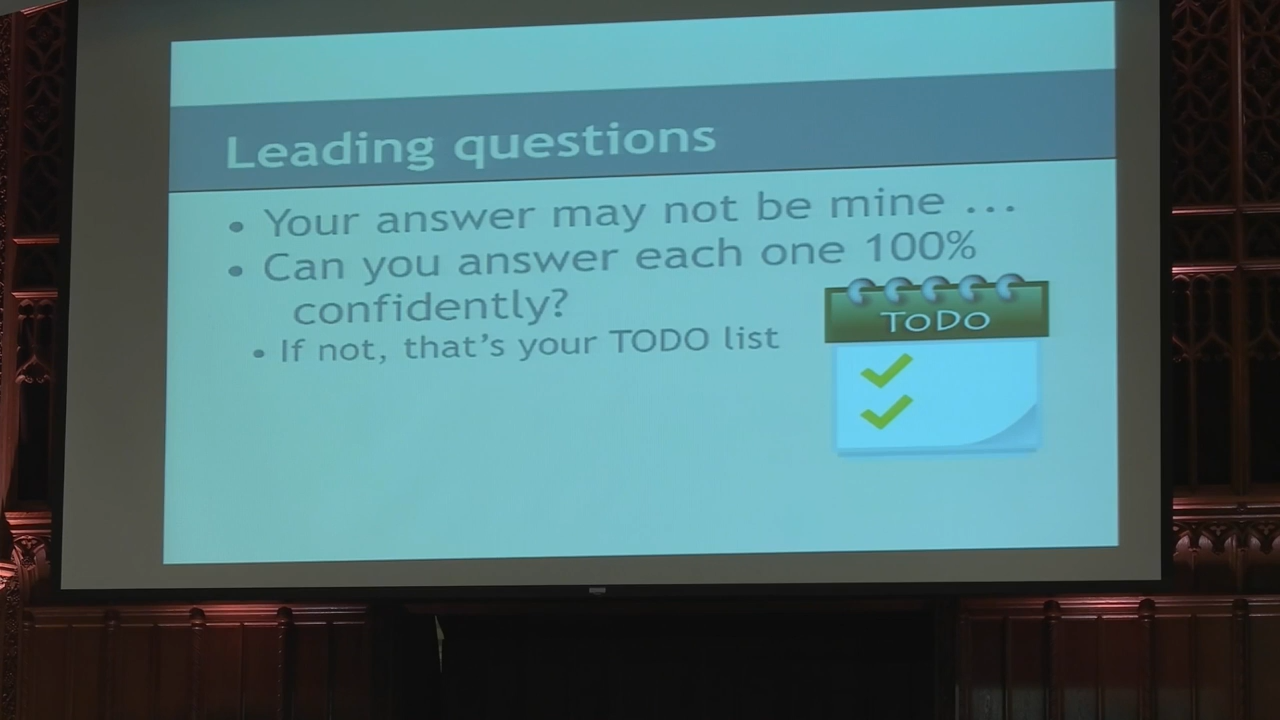 Leading questions
• Your answer may not be mine ...
• Can you answer each one 100%
confidently?
• If not, that's your TODO list
ToDo